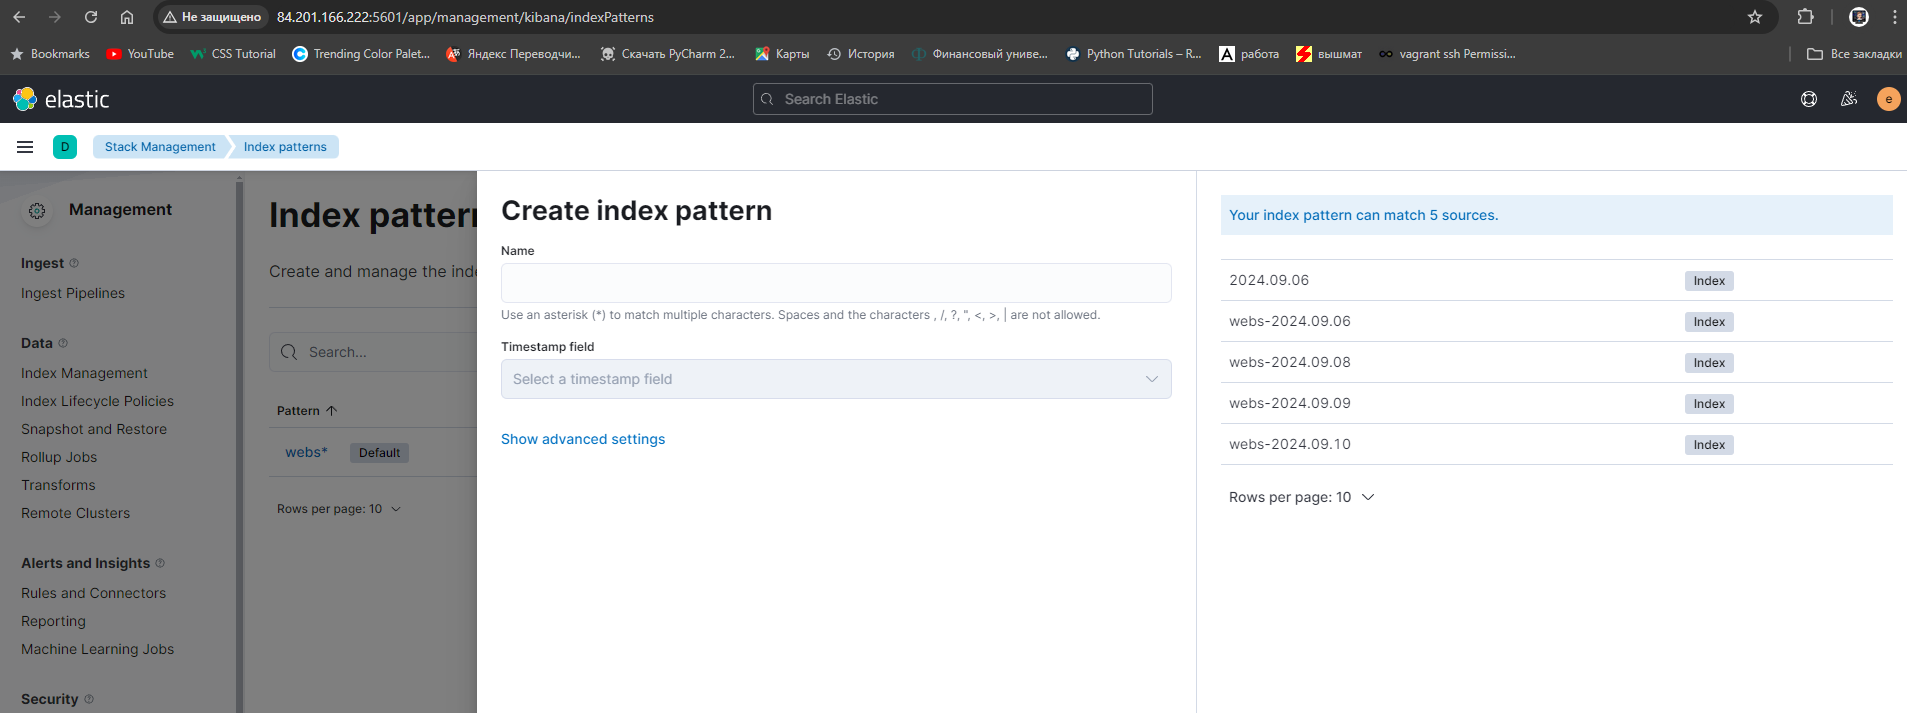 Не защищено 84.201.166.222:5601/app/management/kibana/indexPatterns
Bookmarks YouTube CSS Tutorial Trending Color Palet... Яндекс Переводчи... Скачать PyCharm 2... Карты История Финансовый униве... Python Tutorials – R... A работа вышмат vagrant ssh Permissi... Все закладки
elastic Search Elastic e
D Stack Management Index patterns
Management
Ingest
Ingest Pipelines
Data
Index Management
Index Lifecycle Policies
Snapshot and Restore
Rollup Jobs
Transforms
Remote Clusters
Alerts and Insights
Rules and Connectors
Reporting
Machine Learning Jobs
Security
Index patter
Create and manage the inde
Search...
Pattern
webs* Default
Rows per page: 10
Create index pattern
Name
Use an asterisk (*) to match multiple characters. Spaces and the characters , /, ?, ", <, >, | are not allowed.
Timestamp field
Select a timestamp field
Show advanced settings
Your index pattern can match 5 sources.
2024.09.06 Index
webs-2024.09.06 Index
webs-2024.09.08 Index
webs-2024.09.09 Index
webs-2024.09.10 Index
Rows per page: 10